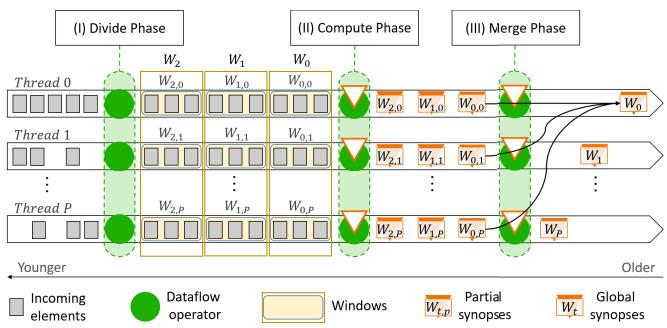 (I) Divide Phase
(II) Compute Phase
(III) Merge Phase
W₂ W₁ W₀
Thread 0
W₂,₀ W₁,₀ W₀,₀
W₂,₀ W₁,₀ W₀,₀
W₀
Thread 1
W₂,₁ W₁,₁ W₀,₁
W₂,₁ W₁,₁ W₀,₁
W₁
Thread P
W₂,P W₁,P W₀,P
W₂,P W₁,P W₀,P
W_P
Younger
Older
Incoming
elements
Dataflow
operator
Windows
Partial
synopses
W_t,p
Global
synopses
W_t